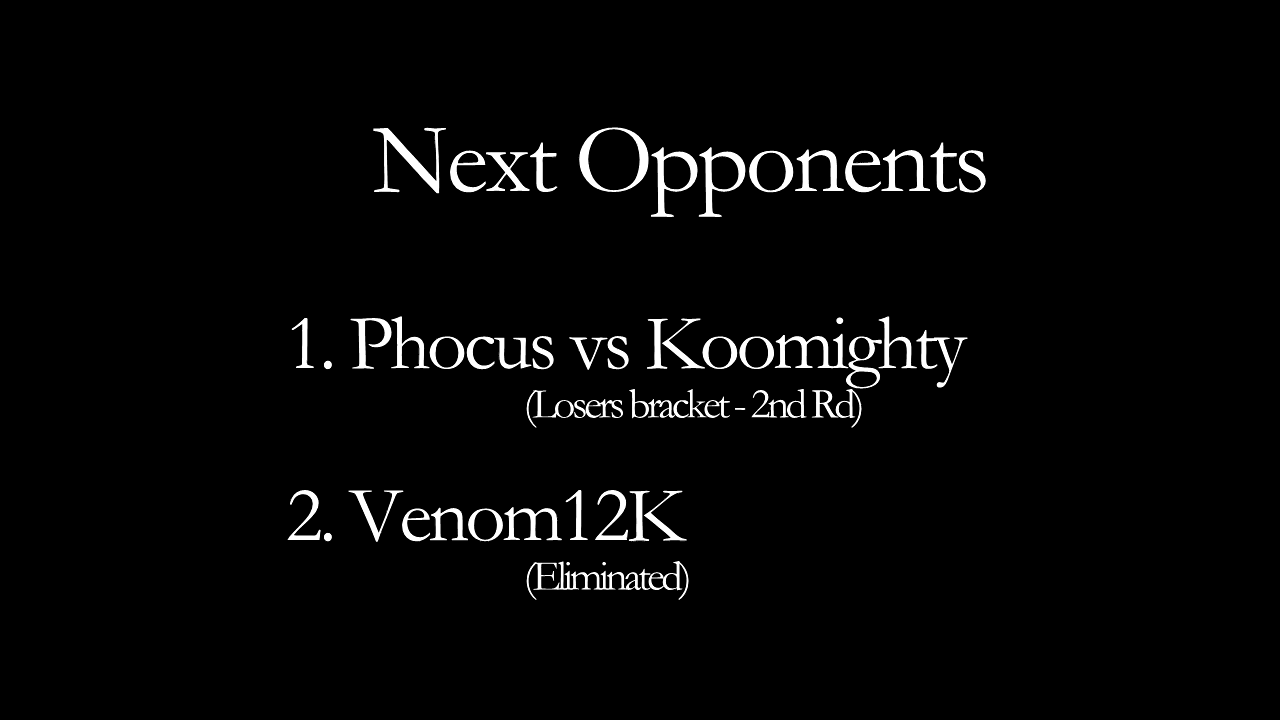 Next Opponents
1. Phocus vs Koomighty
(Losers bracket - 2nd Rd)
2. Venom12K
(Eliminated)